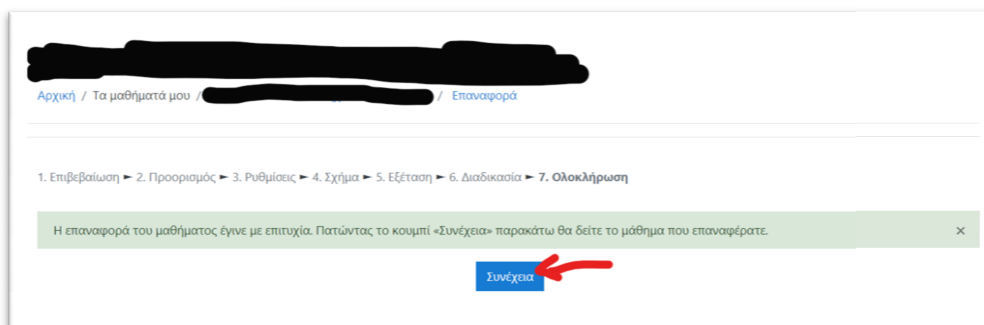 Αρχική / Τα μαθήματά μου / / Επαναφορά
1. Επιβεβαίωση ► 2. Προορισμός ► 3. Ρυθμίσεις ► 4. Σχήμα ► 5. Εξέταση ► 6. Διαδικασία ► 7. Ολοκλήρωση
Η επαναφορά του μαθήματος έγινε με επιτυχία. Πατώντας το κουμπί «Συνέχεια» παρακάτω θα δείτε το μάθημα που επαναφέρατε. ×
Συνέχεια